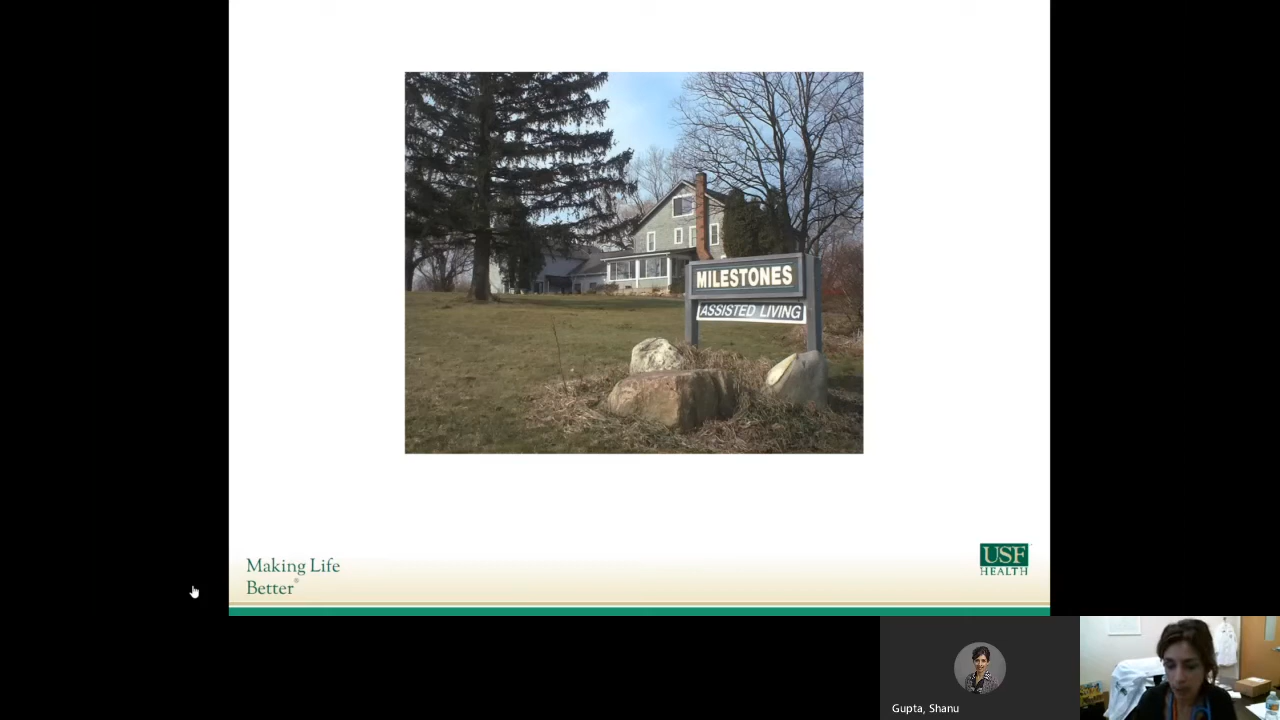 MILESTONES
ASSISTED LIVING
Making Life
Better®
USF
HEALTH
Gupta, Shanu